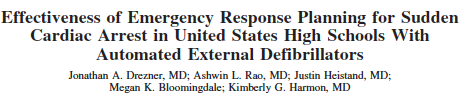 Effectiveness of Emergency Response Planning for Sudden
Cardiac Arrest in United States High Schools With
Automated External Defibrillators
Jonathan A. Drezner, MD; Ashwin L. Rao, MD; Justin Heistand, MD;
Megan K. Bloomingdale; Kimberly G. Harmon, MD